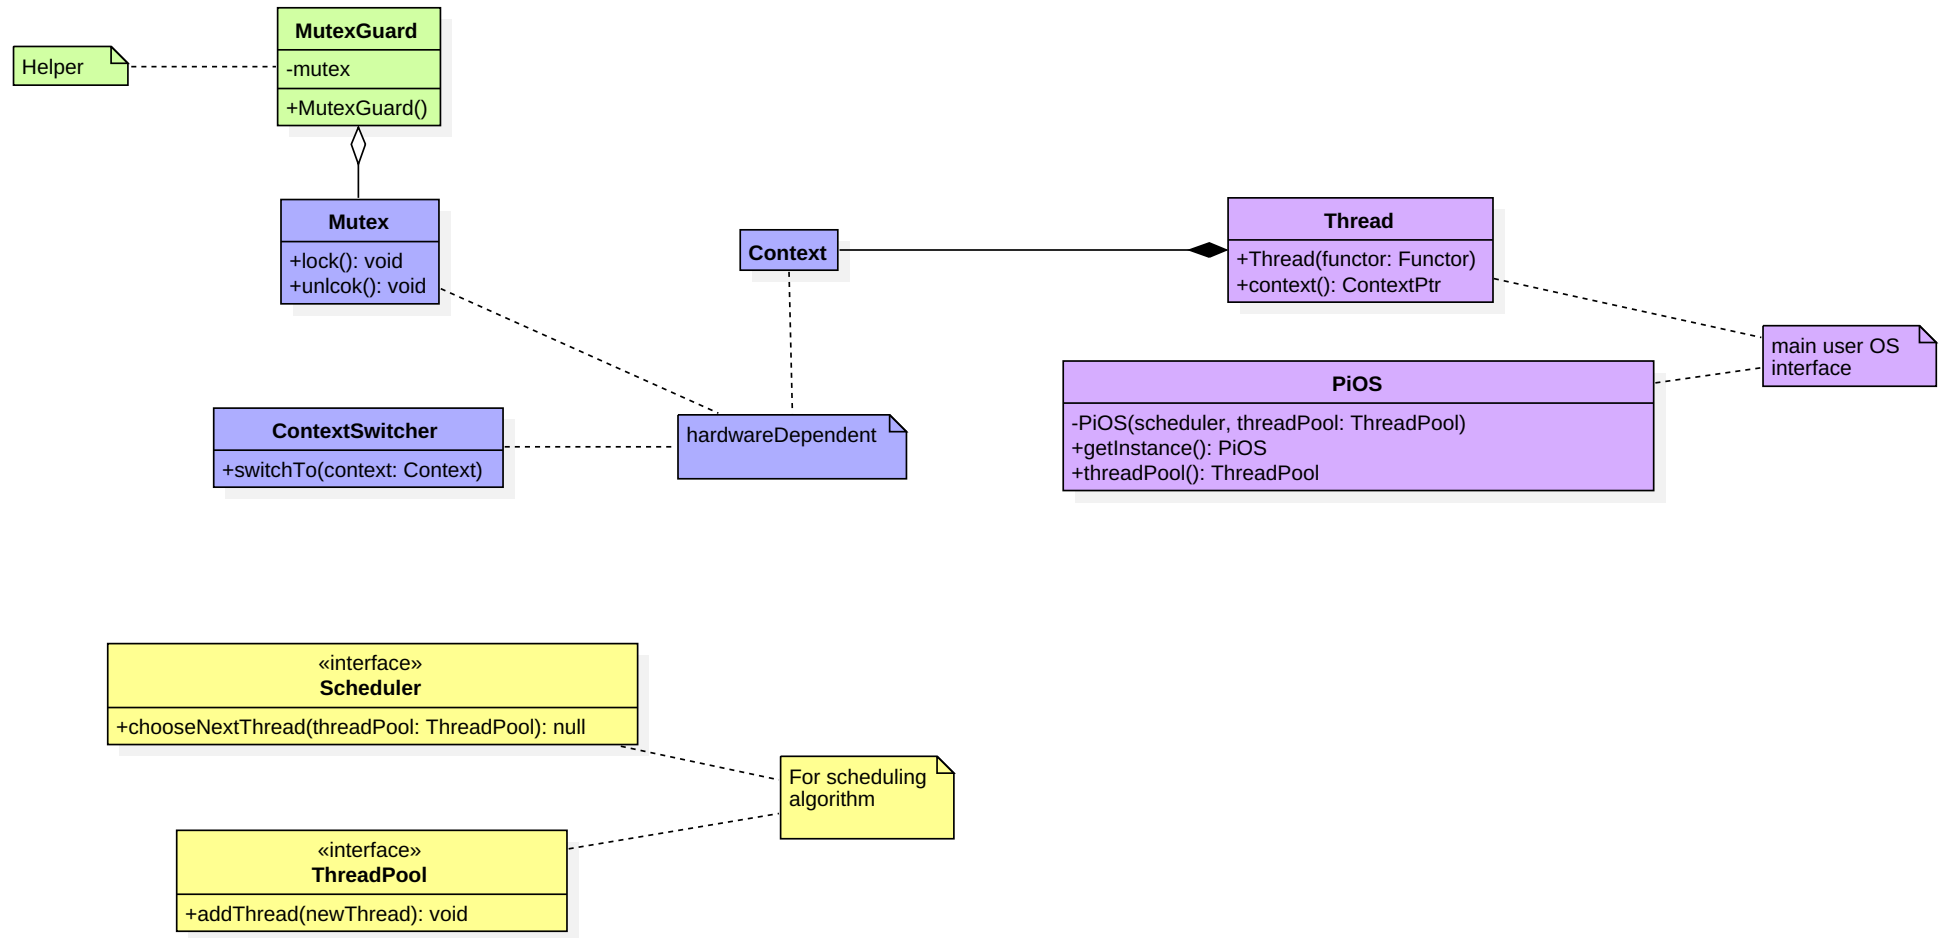 MutexGuard
-mutex
+MutexGuard()
Helper
Mutex
+lock(): void
+unlcok(): void
Context
Thread
+Thread(functor: Functor)
+context(): ContextPtr
main user OS
interface
PiOS
-PiOS(scheduler, threadPool: ThreadPool)
+getInstance(): PiOS
+threadPool(): ThreadPool
ContextSwitcher
+switchTo(context: Context)
hardwareDependent
«interface»
Scheduler
+chooseNextThread(threadPool: ThreadPool): null
For scheduling
algorithm
«interface»
ThreadPool
+addThread(newThread): void